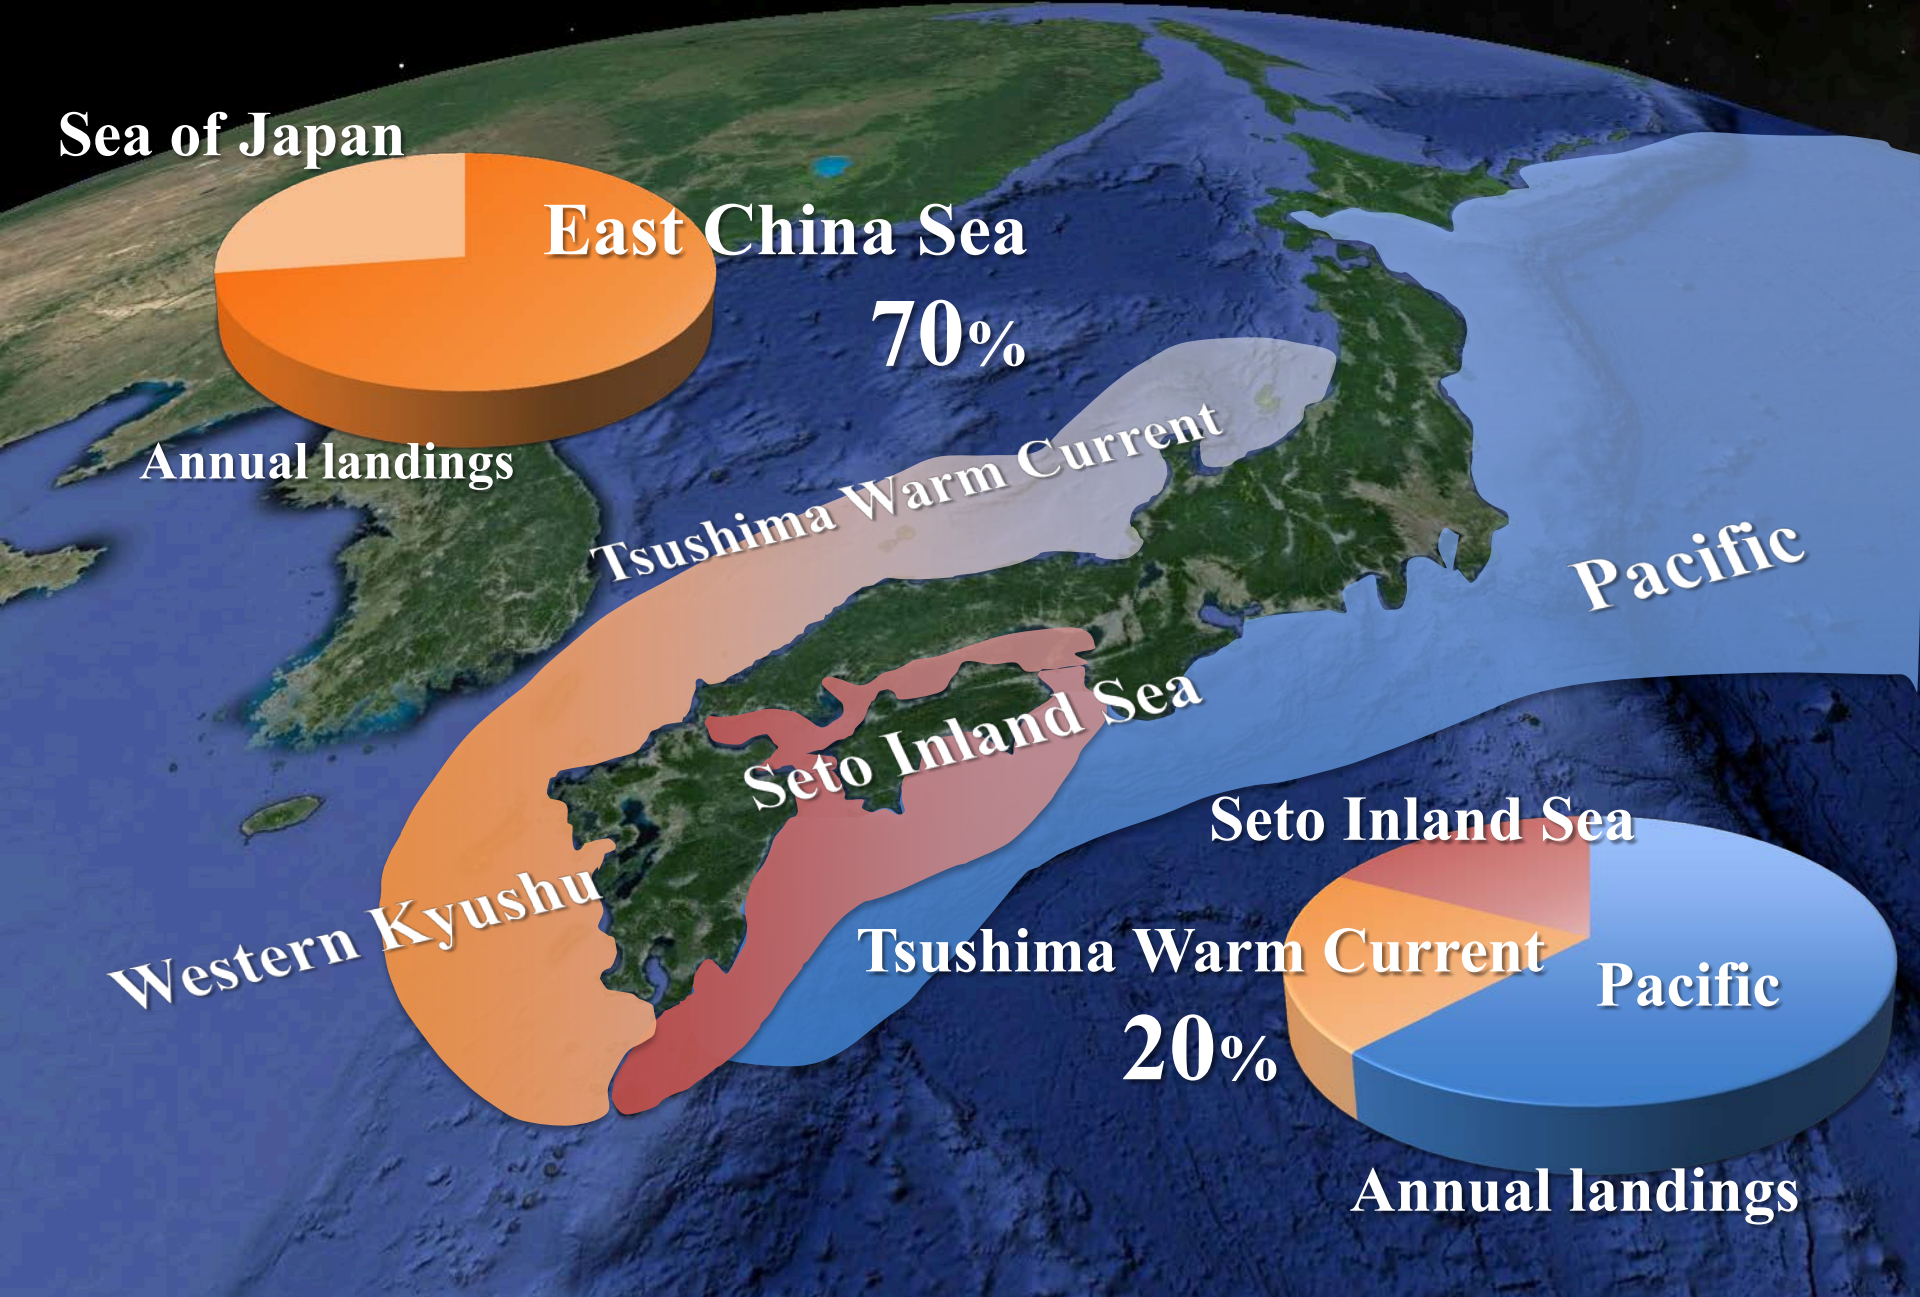 Sea of Japan
East China Sea
70%
Annual landings
Tsushima Warm Current
Pacific
Seto Inland Sea
Western Kyushu
Seto Inland Sea
Tsushima Warm Current
Pacific
20%
Annual landings